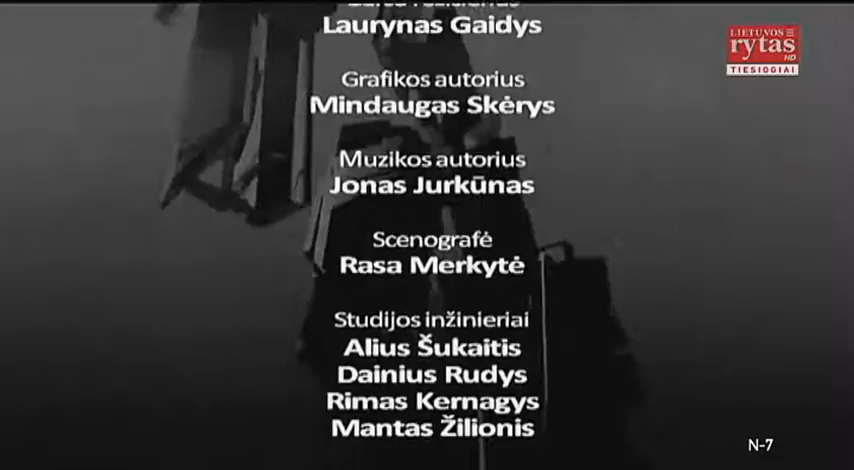 Laurynas Gaidys
Grafikos autorius
Mindaugas Skėrys
Muzikos autorius
Jonas Jurkūnas
Scenografė
Rasa Merkytė
Studijos inžinieriai
Alius Šukaitis
Dainius Rudys
Rimas Kernagys
Mantas Žilionis
LIETUVOS
rytas
HD
TIESIOGIAI
N-7